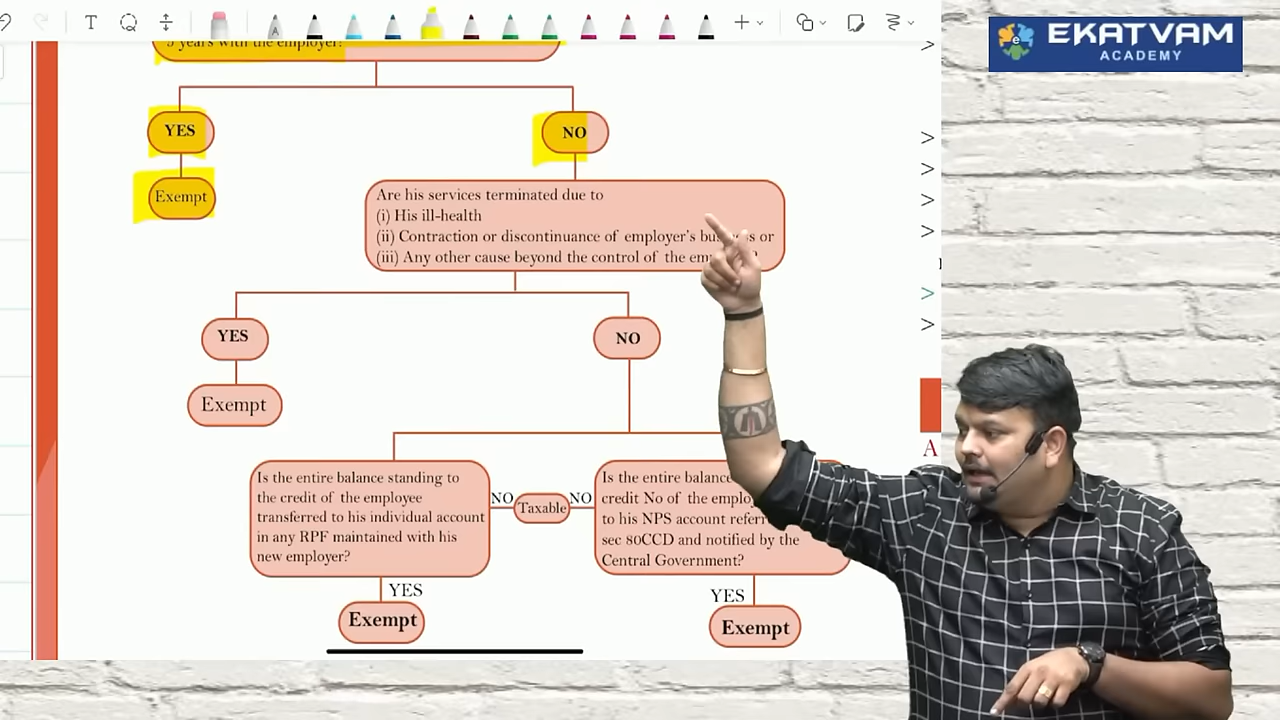 EKATVAM
ACADEMY
5 years with the employer?
YES
NO
Exempt
Are his services terminated due to
(i) His ill-health
(ii) Contraction or discontinuance of employer's or
(iii) Any other cause beyond the control of the
YES
NO
Exempt
Is the entire balance standing to
the credit of the employee
transferred to his individual account
in any RPF maintained with his
new employer?
NO
Taxable
NO
Is the entire balance
credit No of the
to his NPS account
sec 80CCD and notified by the
Central Government?
YES
Exempt
YES
Exempt
A